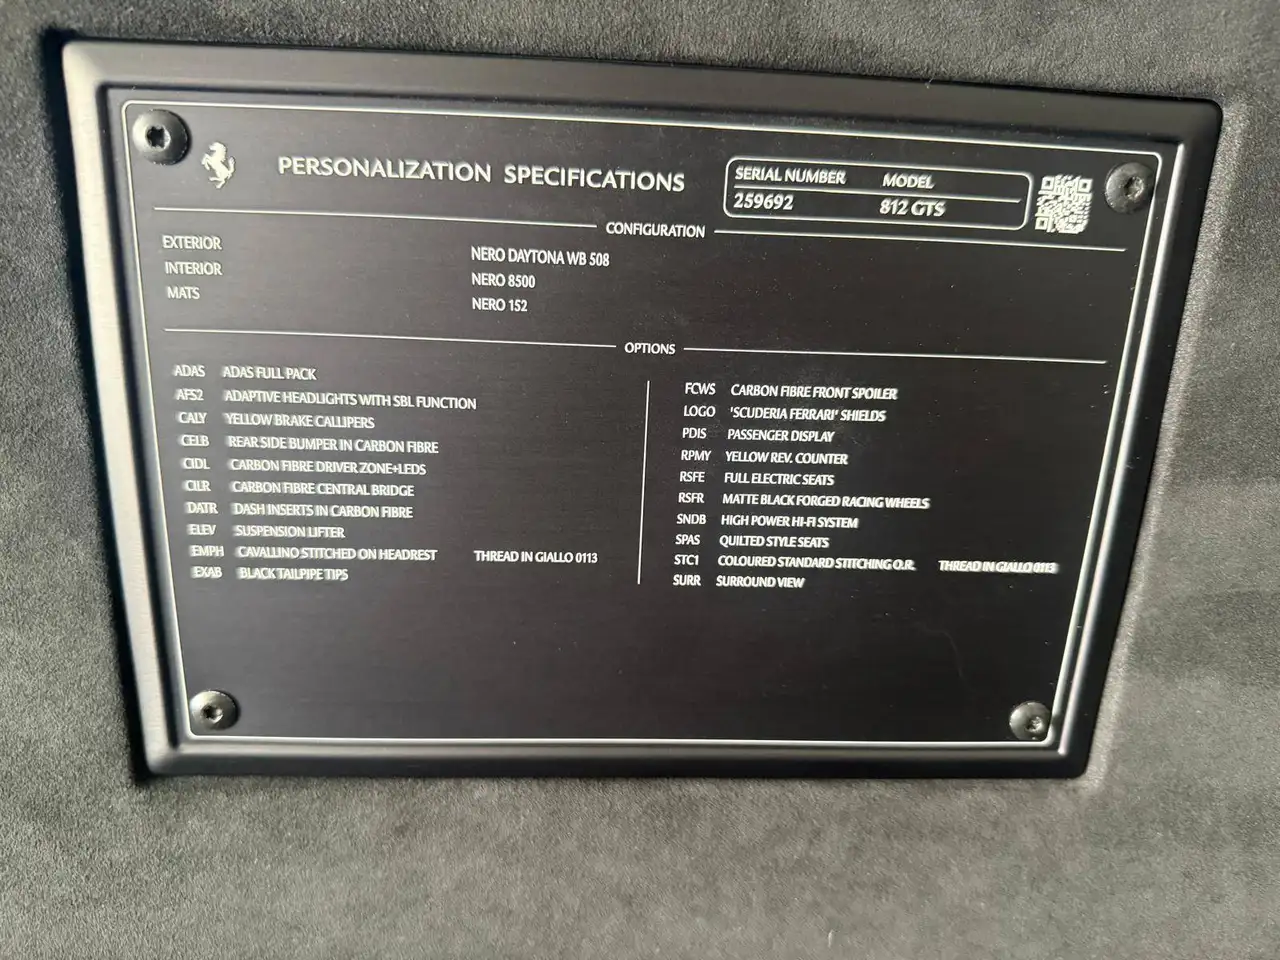 PERSONALIZATION SPECIFICATIONS
SERIAL NUMBER MODEL
259692 812 GTS
CONFIGURATION
EXTERIOR NERO DAYTONA WB 508
INTERIOR NERO 8500
MATS NERO 152
OPTIONS
ADAS ADAS FULL PACK
AFS2 ADAPTIVE HEADLIGHTS WITH SBL FUNCTION
CALY YELLOW BRAKE CALLIPERS
CELB REAR SIDE BUMPER IN CARBON FIBRE
CIDL CARBON FIBRE DRIVER ZONE+LEDS
CILR CARBON FIBRE CENTRAL BRIDGE
DATR DASH INSERTS IN CARBON FIBRE
ELEV SUSPENSION LIFTER
EMPH CAVALLINO STITCHED ON HEADREST THREAD IN GIALLO 0113
EXAB BLACK TAILPIPE TIPS
FCWS CARBON FIBRE FRONT SPOILER
LOGO 'SCUDERIA FERRARI' SHIELDS
PDIS PASSENGER DISPLAY
RPMY YELLOW REV. COUNTER
RSFE FULL ELECTRIC SEATS
RSFR MATTE BLACK FORGED RACING WHEELS
SNDB HIGH POWER HI-FI SYSTEM
SPAS QUILTED STYLE SEATS
STC1 COLOURED STANDARD STITCHING O.R. THREAD IN GIALLO 0113
SURR SURROUND VIEW